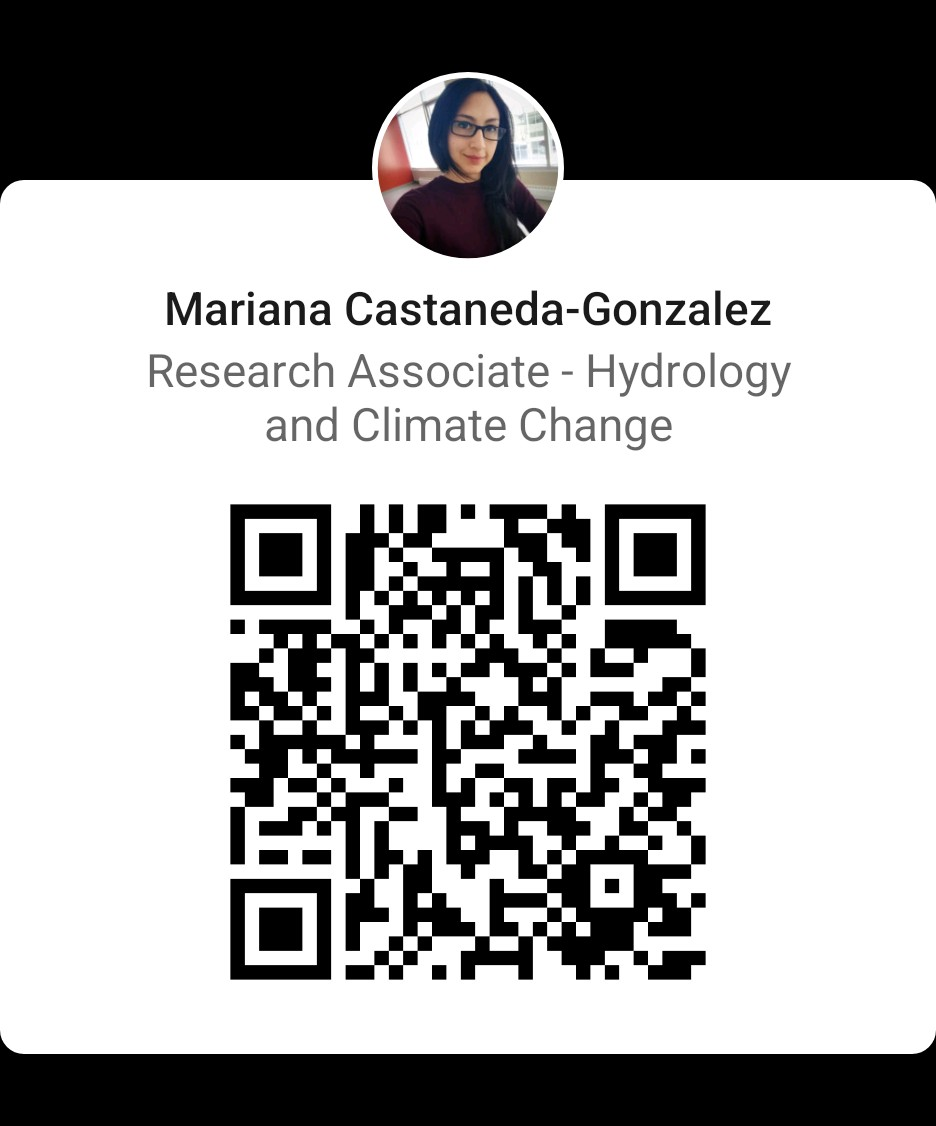 Mariana Castaneda-Gonzalez
Research Associate - Hydrology
and Climate Change